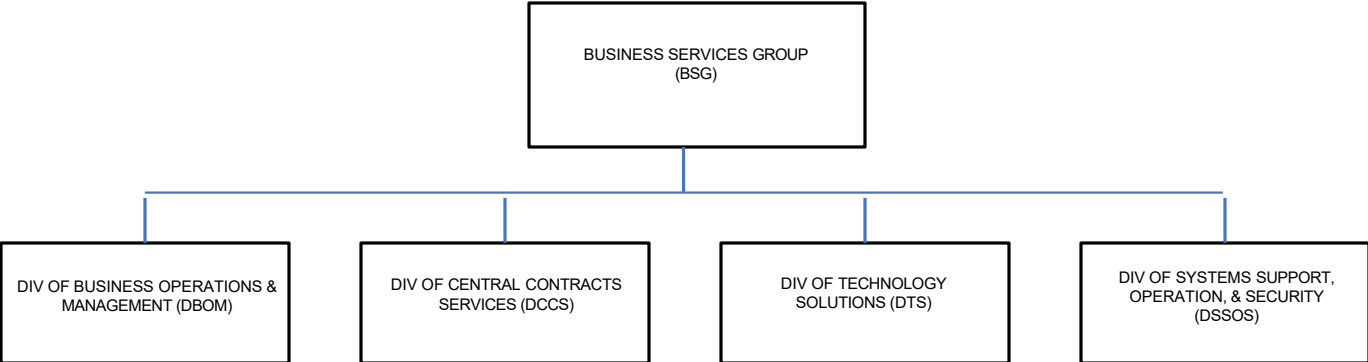 BUSINESS SERVICES GROUP
(BSG)
DIV OF BUSINESS OPERATIONS &
MANAGEMENT (DBOM)
DIV OF CENTRAL CONTRACTS
SERVICES (DCCS)
DIV OF TECHNOLOGY
SOLUTIONS (DTS)
DIV OF SYSTEMS SUPPORT,
OPERATION, & SECURITY
(DSSOS)